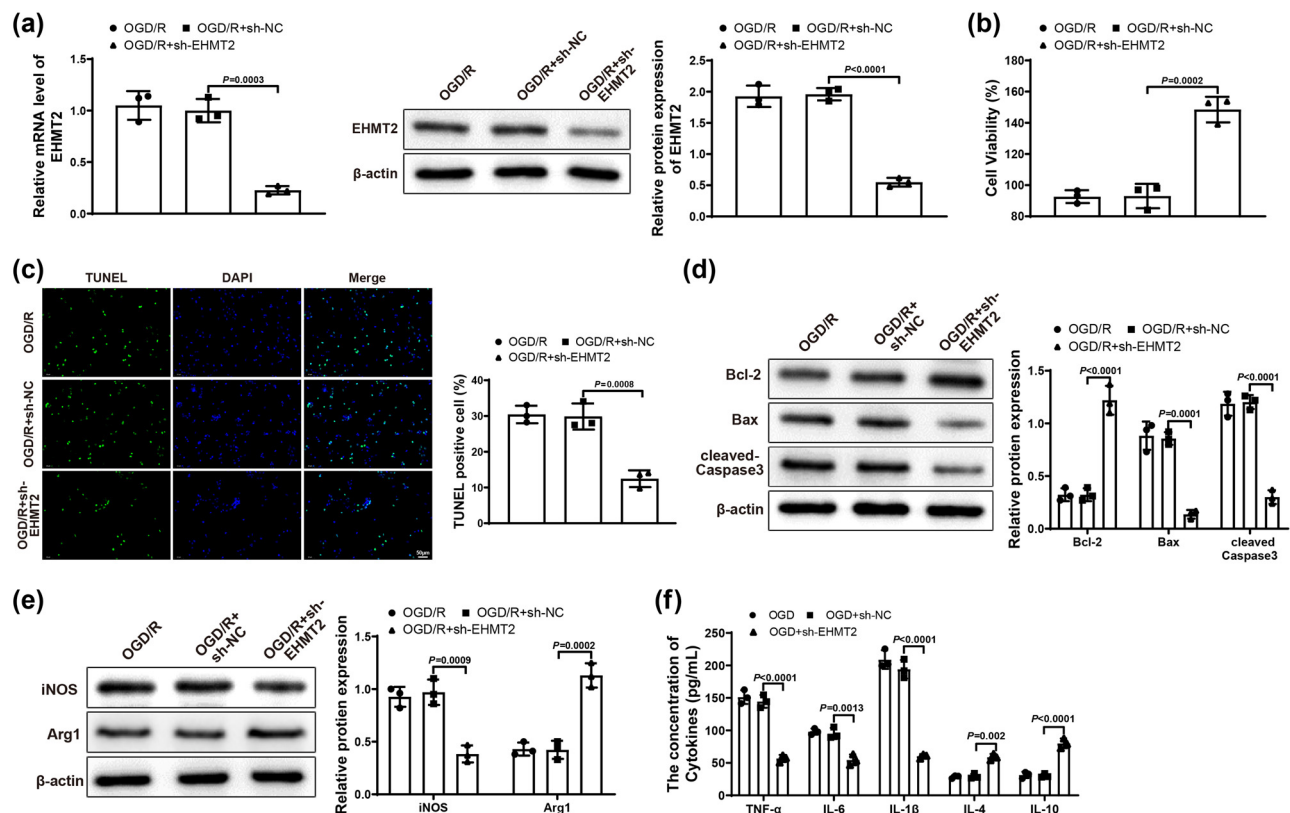 (a)
OGD/R OGD/R+sh-NC
OGD/R+sh-EHMT2
Relative mRNA level of
EHMT2
1.5
1.0
0.5
0.0
P=0.0003
OGD/R
OGD/R+sh-NC
OGD/R+sh-
EHMT2
EHMT2
β-actin
OGD/R OGD/R+sh-NC
OGD/R+sh-EHMT2
Relative protein expression
of EHMT2
2.5
2.0
1.5
1.0
0.5
0.0
P<0.0001
(b)
OGD/R OGD/R+sh-NC
OGD/R+sh-EHMT2
Cell Viability (%)
180
160
140
120
100
80
P=0.0002
(c)
TUNEL DAPI Merge
OGD/R
OGD/R+sh-NC
OGD/R+sh-
EHMT2
50μm
OGD/R OGD/R+sh-NC
OGD/R+sh-EHMT2
TUNEL positive cell (%)
40
30
20
10
0
P=0.0008
(d)
OGD/R
OGD/R+
sh-NC
OGD/R+sh-
EHMT2
Bcl-2
Bax
cleaved-
Caspase3
β-actin
OGD/R OGD/R+sh-NC
OGD/R+sh-EHMT2
Relative protien expression
1.5
1.0
0.5
0.0
P<0.0001
P=0.0001
P<0.0001
Bcl-2 Bax cleaved
Caspase3
(e)
OGD/R
OGD/R+
sh-NC
OGD/R+sh-
EHMT2
iNOS
Arg1
β-actin
OGD/R OGD/R+sh-NC
OGD/R+sh-EHMT2
Relative protien expression
1.5
1.0
0.5
0.0
P=0.0009
P=0.0002
iNOS Arg1
(f)
OGD OGD+sh-NC
OGD+sh-EHMT2
The concentration of
Cytokines (pg/mL)
250
200
150
100
50
0
P<0.0001
P=0.0013
P<0.0001
P=0.002
P<0.0001
TNF-α IL-6 IL-1β IL-4 IL-10